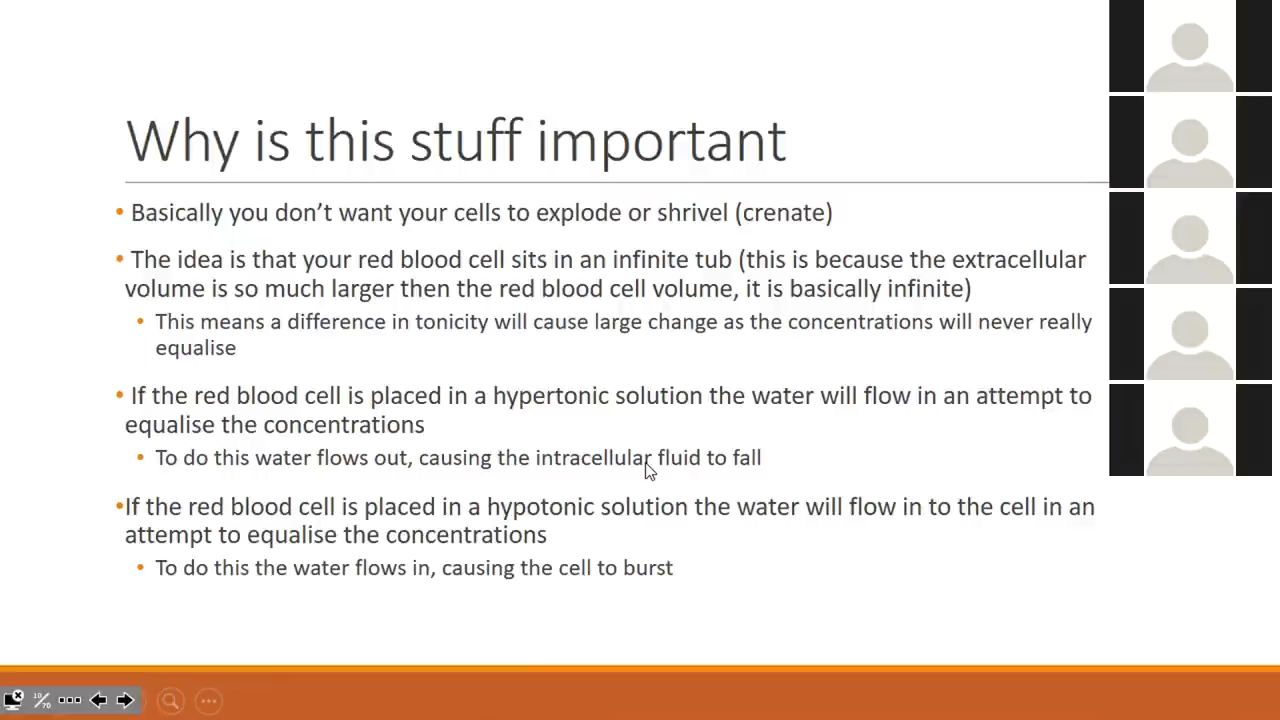 Why is this stuff important
• Basically you don’t want your cells to explode or shrivel (crenate)
• The idea is that your red blood cell sits in an infinite tub (this is because the extracellular
volume is so much larger then the red blood cell volume, it is basically infinite)
• This means a difference in tonicity will cause large change as the concentrations will never really
equalise
• If the red blood cell is placed in a hypertonic solution the water will flow in an attempt to
equalise the concentrations
• To do this water flows out, causing the intracellular fluid to fall
•If the red blood cell is placed in a hypotonic solution the water will flow in to the cell in an
attempt to equalise the concentrations
• To do this the water flows in, causing the cell to burst
10/70